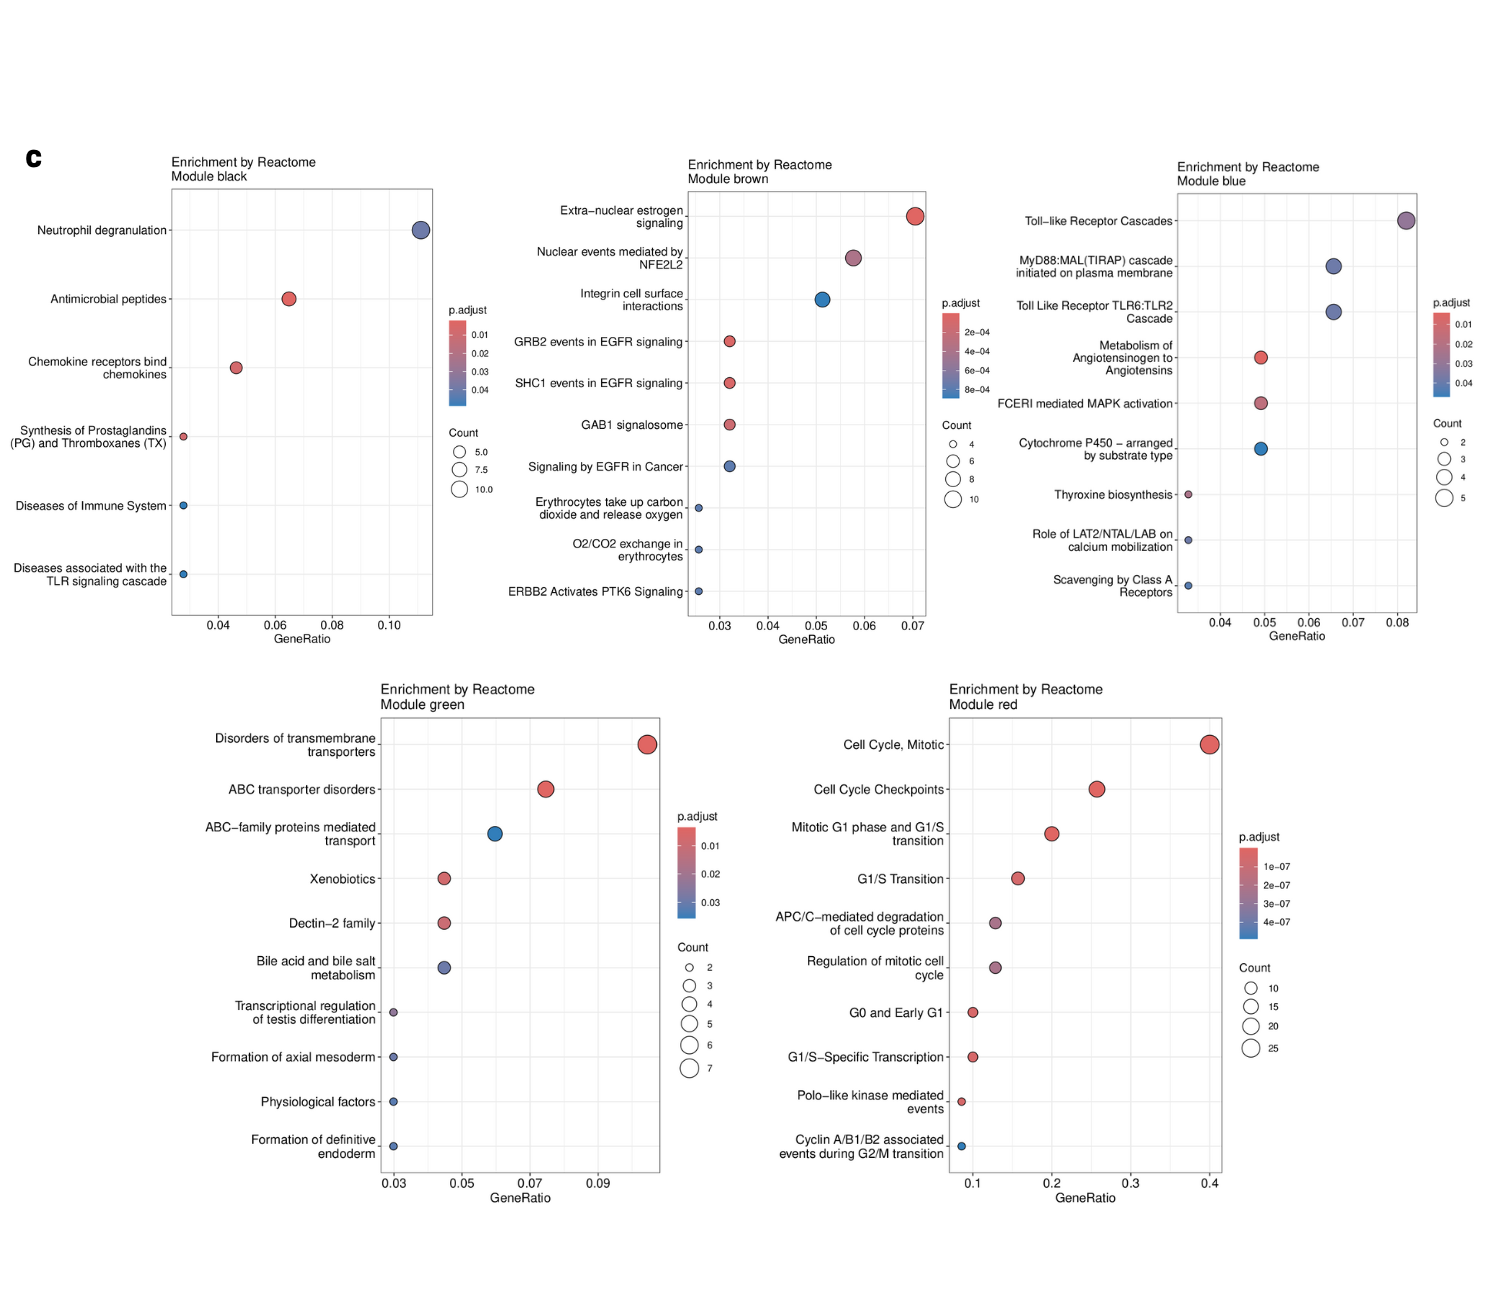 c
Enrichment by Reactome
Module black
Neutrophil degranulation
Antimicrobial peptides
Chemokine receptors bind
chemokines
Synthesis of Prostaglandins
(PG) and Thromboxanes (TX)
Diseases of Immune System
Diseases associated with the
TLR signaling cascade
0.04 0.06 0.08 0.10
GeneRatio
p.adjust
0.01
0.02
0.03
0.04
Count
5.0
7.5
10.0
Enrichment by Reactome
Module brown
Extra−nuclear estrogen
signaling
Nuclear events mediated by
NFE2L2
Integrin cell surface
interactions
GRB2 events in EGFR signaling
SHC1 events in EGFR signaling
GAB1 signalosome
Signaling by EGFR in Cancer
Erythrocytes take up carbon
dioxide and release oxygen
O2/CO2 exchange in
erythrocytes
ERBB2 Activates PTK6 Signaling
0.03 0.04 0.05 0.06 0.07
GeneRatio
p.adjust
2e−04
4e−04
6e−04
8e−04
Count
4
6
8
10
Enrichment by Reactome
Module blue
Toll−like Receptor Cascades
MyD88:MAL(TIRAP) cascade
initiated on plasma membrane
Toll Like Receptor TLR6:TLR2
Cascade
Metabolism of
Angiotensinogen to
Angiotensins
FCERI mediated MAPK activation
Cytochrome P450 − arranged
by substrate type
Thyroxine biosynthesis
Role of LAT2/NTAL/LAB on
calcium mobilization
Scavenging by Class A
Receptors
0.04 0.05 0.06 0.07 0.08
GeneRatio
p.adjust
0.01
0.02
0.03
0.04
Count
2
3
4
5
Enrichment by Reactome
Module green
Disorders of transmembrane
transporters
ABC transporter disorders
ABC−family proteins mediated
transport
Xenobiotics
Dectin−2 family
Bile acid and bile salt
metabolism
Transcriptional regulation
of testis differentiation
Formation of axial mesoderm
Physiological factors
Formation of definitive
endoderm
0.03 0.05 0.07 0.09
GeneRatio
p.adjust
0.01
0.02
0.03
Count
2
3
4
5
6
7
Enrichment by Reactome
Module red
Cell Cycle, Mitotic
Cell Cycle Checkpoints
Mitotic G1 phase and G1/S
transition
G1/S Transition
APC/C−mediated degradation
of cell cycle proteins
Regulation of mitotic cell
cycle
G0 and Early G1
G1/S−Specific Transcription
Polo−like kinase mediated
events
Cyclin A/B1/B2 associated
events during G2/M transition
0.1 0.2 0.3 0.4
GeneRatio
p.adjust
1e−07
2e−07
3e−07
4e−07
Count
10
15
20
25